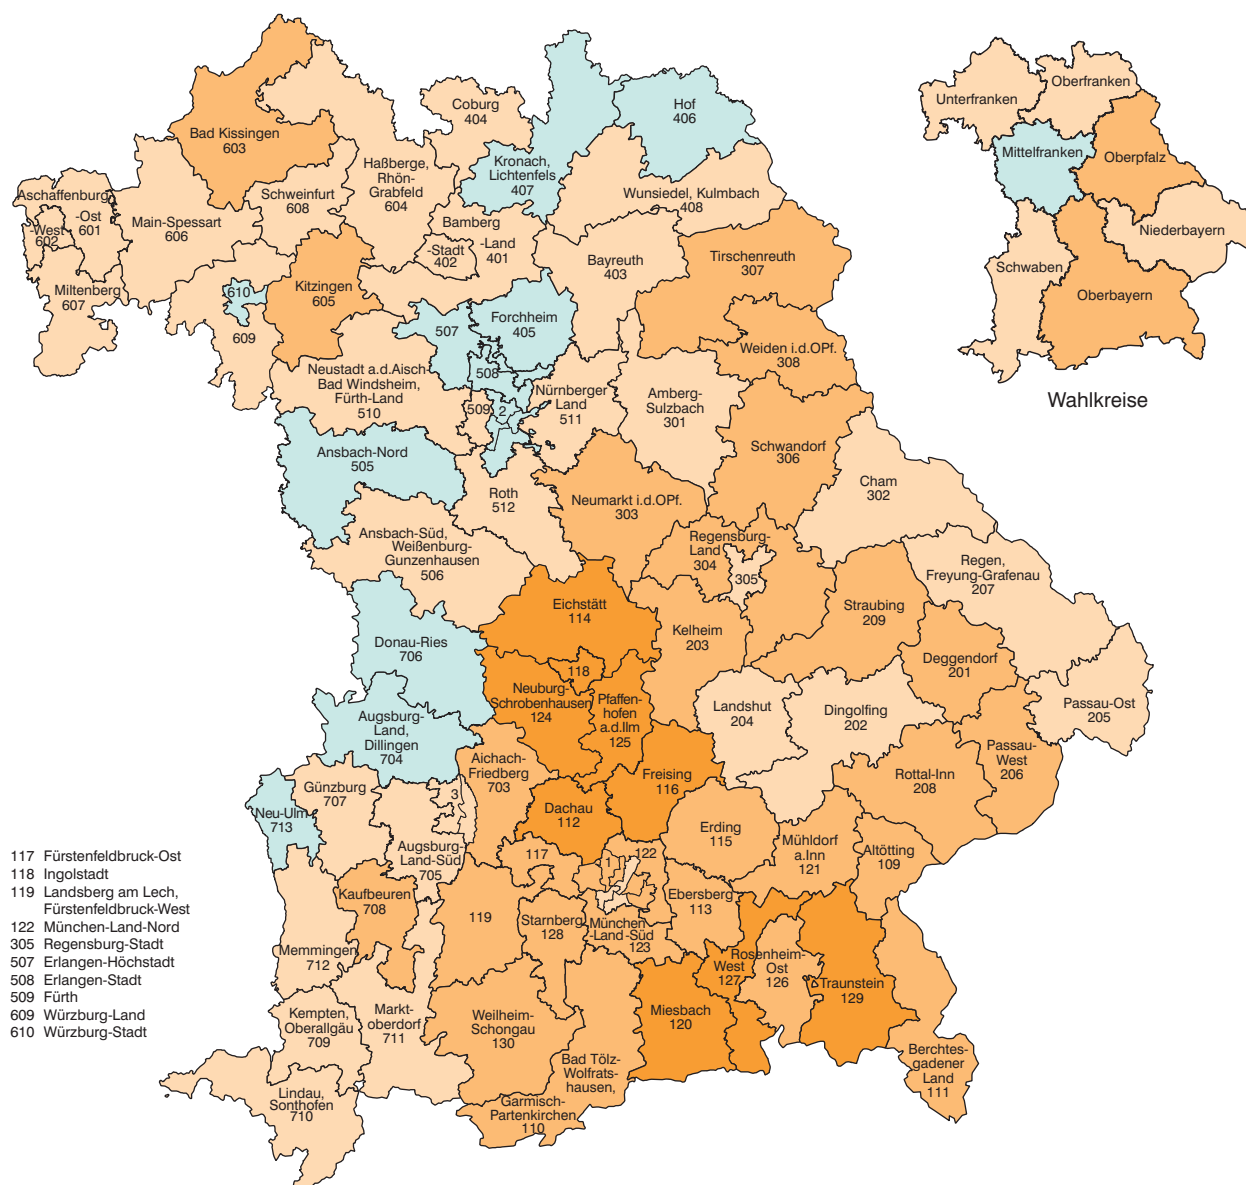 Coburg
404
Hof
406
Bad Kissingen
603
Kronach,
Lichtenfels
407
Haßberge,
Rhön-
Grabfeld
604
Schweinfurt
608
Wunsiedel, Kulmbach
408
Aschaffenburg
-Ost
601
-West
602
Main-Spessart
606
Bamberg
-Land
401
-Stadt
402
Bayreuth
403
Tirschenreuth
307
Miltenberg
607
610
Kitzingen
605
609
507
Forchheim
405
508
Weiden i.d.OPf.
308
Neustadt a.d.Aisch-
Bad Windsheim,
Fürth-Land
510
509
2
Nürnberger
Land
511
Amberg-
Sulzbach
301
Ansbach-Nord
505
Schwandorf
306
Roth
512
Neumarkt i.d.OPf.
303
Cham
302
Ansbach-Süd,
Weißenburg-
Gunzenhausen
506
Regensburg-
Land
304
305
Regen,
Freyung-Grafenau
207
Eichstätt
114
Straubing
209
Donau-Ries
706
Kelheim
203
Deggendorf
201
118
Neuburg-
Schrobenhausen
124
Pfaffen-
hofen
a.d.Ilm
125
Landshut
204
Dingolfing
202
Passau-Ost
205
Augsburg-
Land,
Dillingen
704
Aichach-
Friedberg
703
Freising
116
Passau-
West
206
Rottal-Inn
208
Günzburg
707
3
Neu-Ulm
713
Dachau
112
Erding
115
Mühldorf
a.Inn
121
Altötting
109
Augsburg-
Land-Süd
705
117
1
122
Kaufbeuren
708
Ebersberg
113
119
Starnberg
128
München
-Land-Süd
123
Memmingen
712
Rosenheim-
West
127
Ost
126
Traunstein
129
Kempten,
Oberallgäu
709
Markt-
oberdorf
711
Weilheim-
Schongau
130
Miesbach
120
Bad Tölz-
Wolfrats-
hausen,
Garmisch-
Partenkirchen
110
Berchtes-
gadener
Land
111
Lindau,
Sonthofen
710
Unterfranken
Oberfranken
Mittelfranken
Oberpfalz
Niederbayern
Schwaben
Oberbayern
Wahlkreise
117 Fürstenfeldbruck-Ost
118 Ingolstadt
119 Landsberg am Lech,
Fürstenfeldbruck-West
122 München-Land-Nord
305 Regensburg-Stadt
507 Erlangen-Höchstadt
508 Erlangen-Stadt
509 Fürth
609 Würzburg-Land
610 Würzburg-Stadt